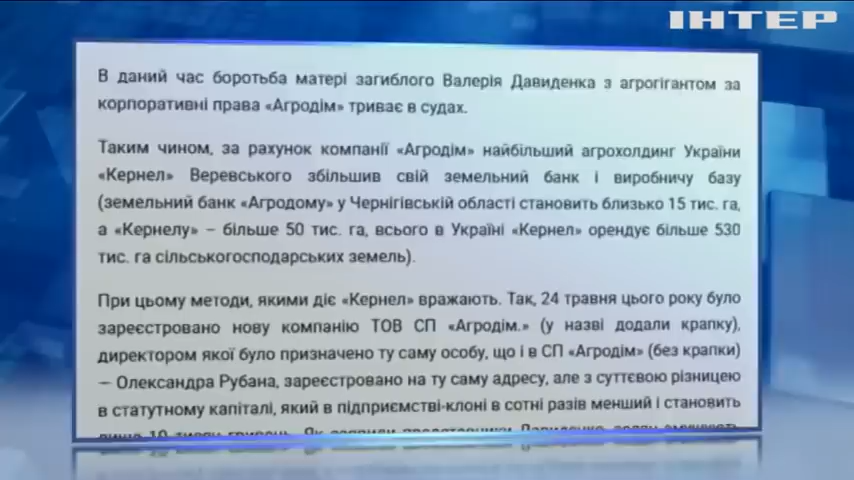 ІНТЕР
В даний час боротьба матері загиблого Валерія Давиденка з агрогігантом за
корпоративні права «Агродім» триває в судах.
Таким чином, за рахунок компанії «Агродім» найбільший агрохолдинг України
«Кернел» Веревського збільшив свій земельний банк і виробничу базу
(земельний банк «Агродому» у Чернігівській області становить близько 15 тис. га,
а «Кернелу» – більше 50 тис. га, всього в Україні «Кернел» орендує більше 530
тис. га сільськогосподарських земель).
При цьому методи, якими діє «Кернел» вражають. Так, 24 травня цього року було
зареєстровано нову компанію ТОВ СП «Агродім.» (у назві додали крапку),
директором якої було призначено ту саму особу, що і в СП «Агродім» (без крапки)
– Олександра Рубана, зареєстровано на ту саму адресу, але з суттєвою різницею
в статутному капіталі, який в підприємстві-клоні в сотні разів менший і становить